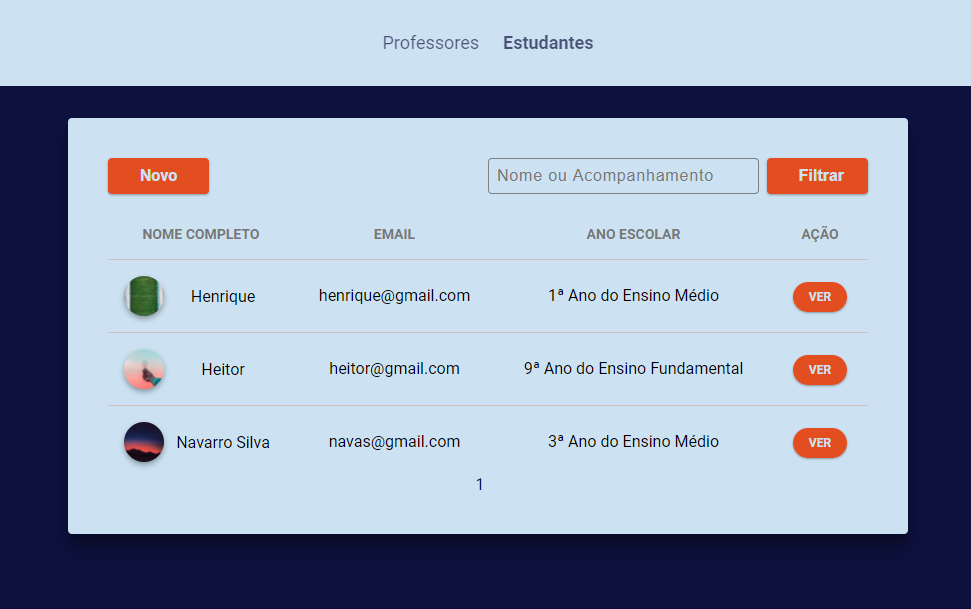 Professores Estudantes
Novo Nome ou Acompanhamento Filtrar
NOME COMPLETO EMAIL ANO ESCOLAR AÇÃO
Henrique henrique@gmail.com 1ª Ano do Ensino Médio VER
Heitor heitor@gmail.com 9ª Ano do Ensino Fundamental VER
Navarro Silva navas@gmail.com 3ª Ano do Ensino Médio VER
1